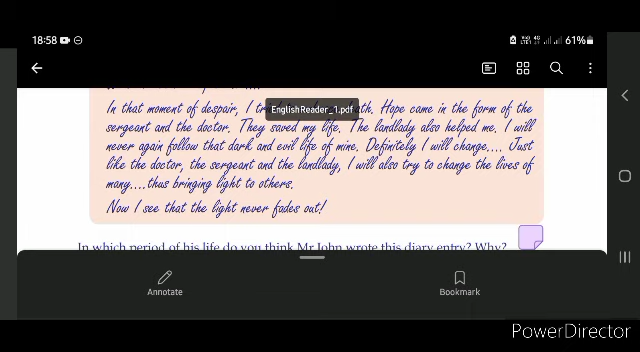 18:58
61%
In that moment of despair, I
EnglishReader_1.pdf
Hope came in the form of the
sergeant and the doctor. They saved my life. The landlady also helped me. I will
never again follow that dark and evil life of mine. Definitely I will change.... Just
like the doctor, the sergeant and the landlady, I will also try to change the lives of
many....thus bringing light to others.
Now I see that the light never fades out!
In which period of his life do you think Mr John wrote this diary entry? Why?
Annotate
Bookmark
PowerDirector